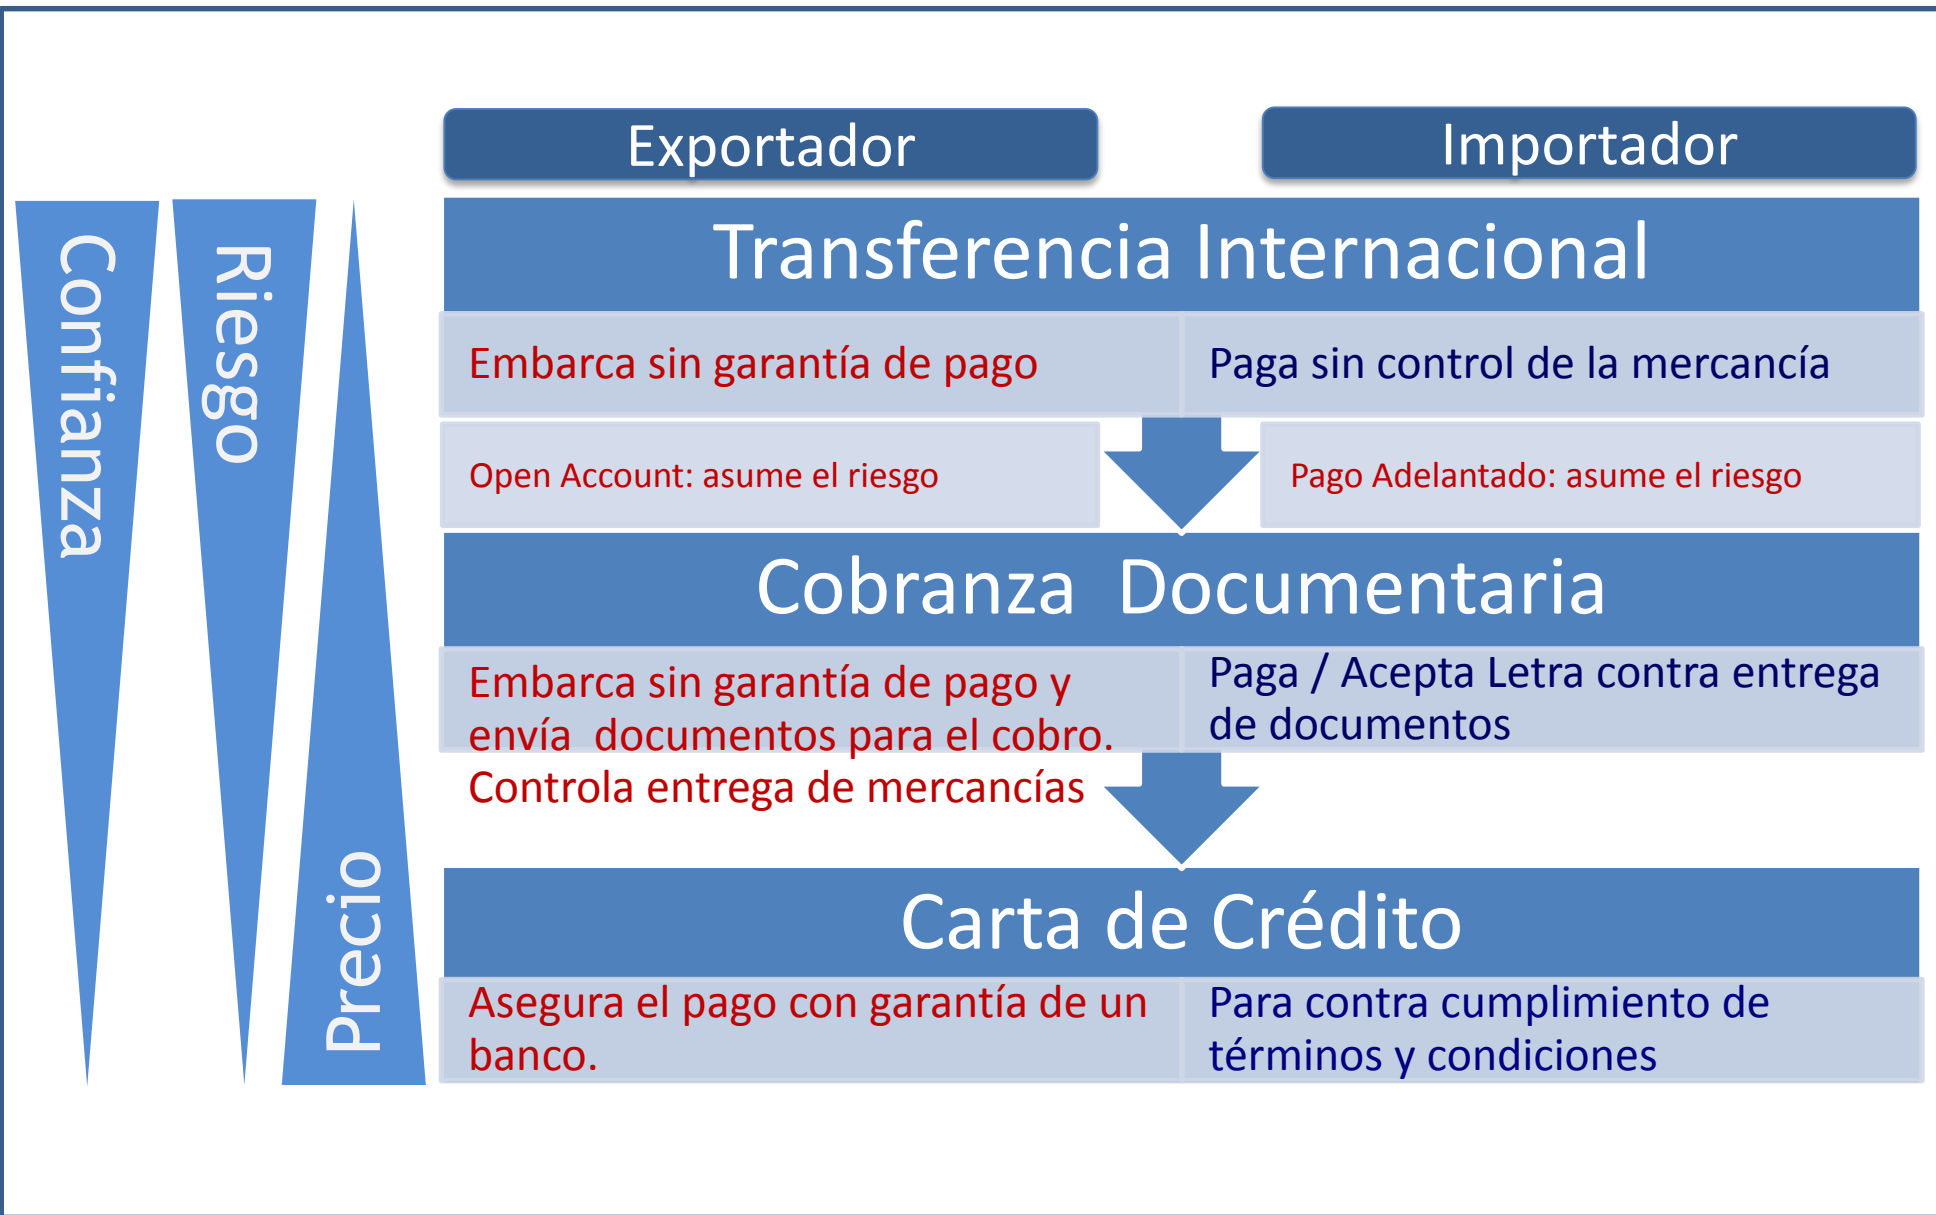 Exportador
Importador
Confianza
Riesgo
Precio
Transferencia Internacional
Embarca sin garantía de pago
Paga sin control de la mercancía
Open Account: asume el riesgo
Pago Adelantado: asume el riesgo
Cobranza Documentaria
Embarca sin garantía de pago y
envía documentos para el cobro.
Controla entrega de mercancías
Paga / Acepta Letra contra entrega
de documentos
Carta de Crédito
Asegura el pago con garantía de un
banco.
Para contra cumplimiento de
términos y condiciones